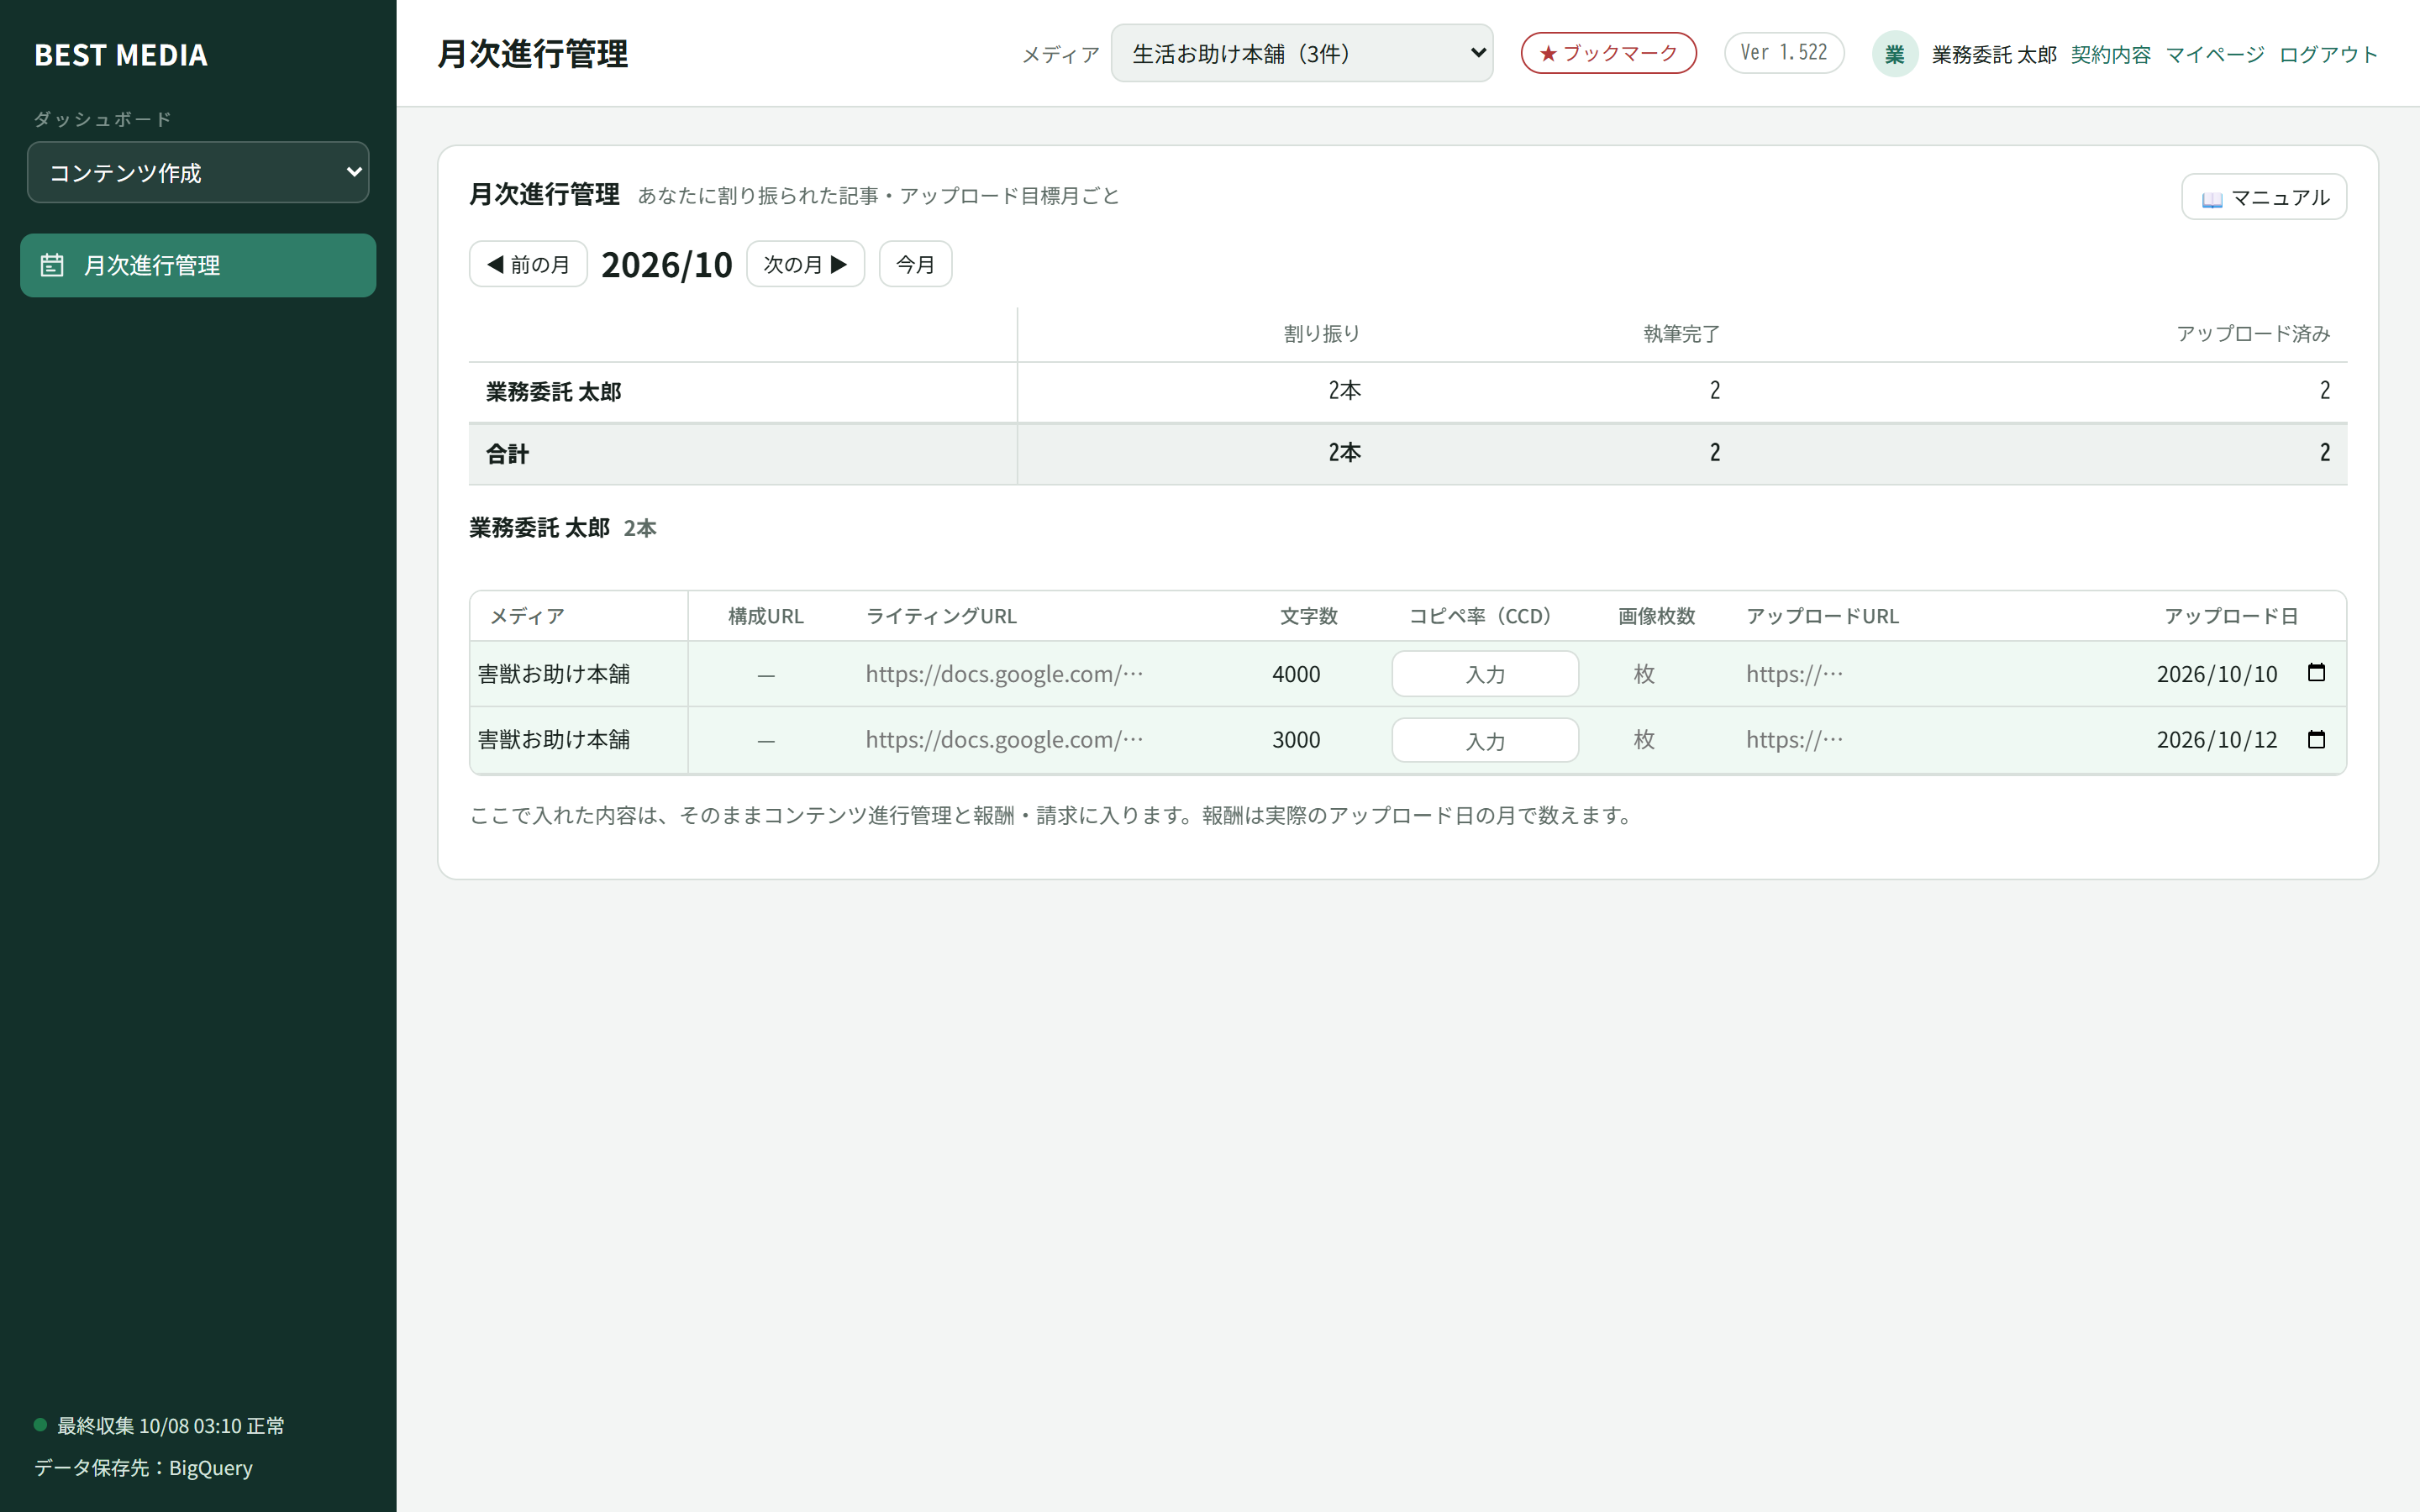 BEST MEDIA
ダッシュボード
コンテンツ作成
月次進行管理
最終収集 10/08 03:10 正常
データ保存先：BigQuery
月次進行管理
メディア 生活お助け本舗（3件） ★ ブックマーク Ver 1.522 業 業務委託 太郎 契約内容 マイページ ログアウト
月次進行管理 あなたに割り振られた記事・アップロード目標月ごと
📖 マニュアル
◀ 前の月 2026/10 次の月 ▶ 今月
割り振り 執筆完了 アップロード済み
業務委託 太郎 2本 2 2
合計 2本 2 2
業務委託 太郎 2本
メディア 構成URL ライティングURL 文字数 コピペ率（CCD） 画像枚数 アップロードURL アップロード日
害獣お助け本舗 — https://docs.google.com/… 4000 入力 枚 https://… 2026/10/10
害獣お助け本舗 — https://docs.google.com/… 3000 入力 枚 https://… 2026/10/12
ここで入れた内容は、そのままコンテンツ進行管理と報酬・請求に入ります。報酬は実際のアップロード日の月で数えます。